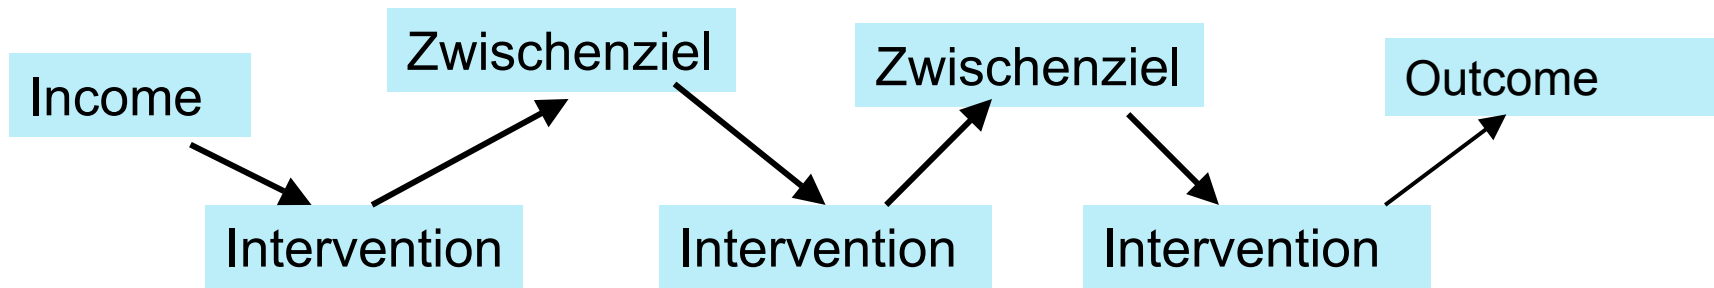 Income
Zwischenziel
Zwischenziel
Outcome
Intervention
Intervention
Intervention